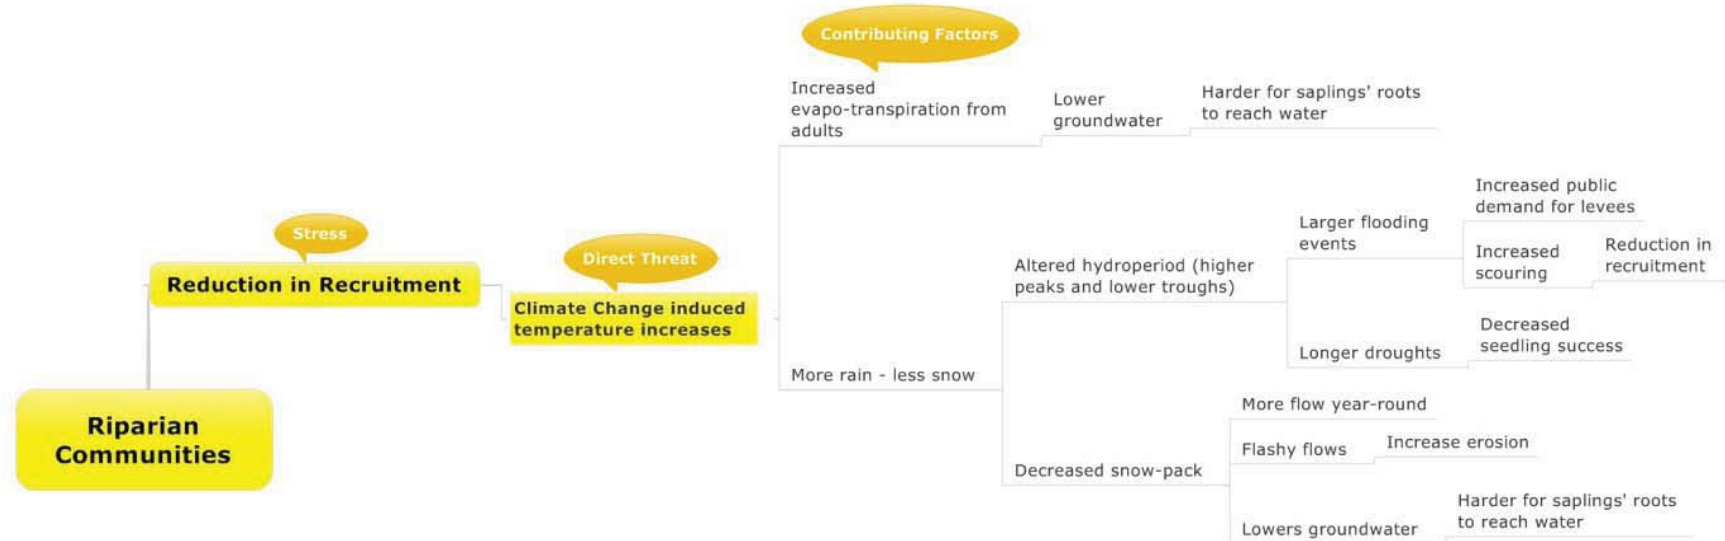 Contributing Factors
Increased
evapo-transpiration from
adults
Lower
groundwater
Harder for saplings' roots
to reach water
Stress
Reduction in Recruitment
Direct Threat
Climate Change induced
temperature increases
Riparian
Communities
More rain - less snow
Altered hydroperiod (higher
peaks and lower troughs)
Larger flooding
events
Increased public
demand for levees
Increased
scouring
Reduction in
recruitment
Longer droughts
Decreased
seedling success
Decreased snow-pack
More flow year-round
Flashy flows
Increase erosion
Lowers groundwater
Harder for saplings' roots
to reach water